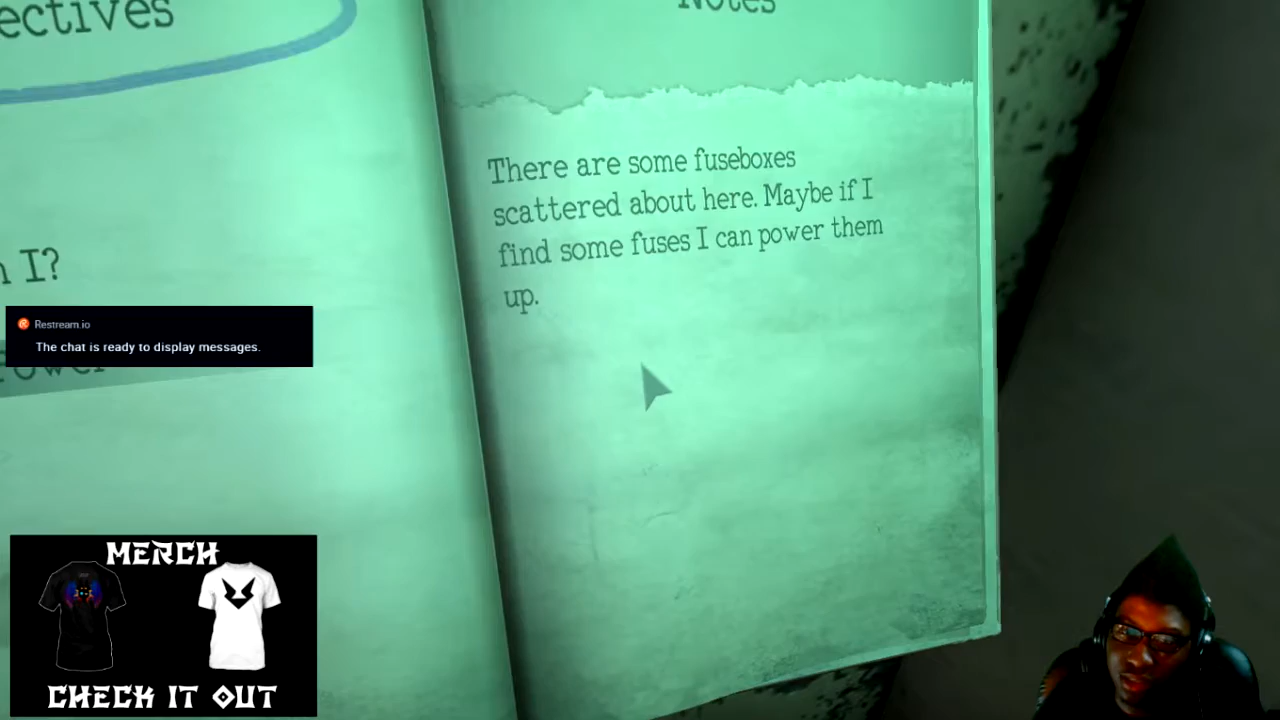 ectives
Notes
There are some fuseboxes
scattered about here. Maybe if I
find some fuses I can power them
up.
n I?
Restream.io
The chat is ready to display messages.
Power
MERCH
CHECK IT OUT